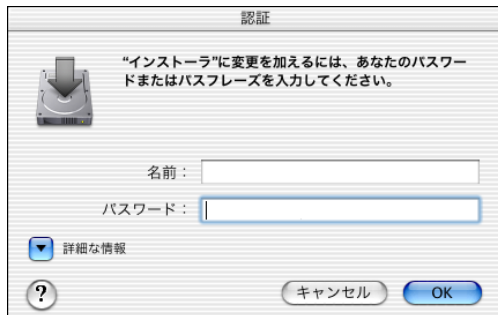 認証
“インストーラ”に変更を加えるには、あなたのパスワー
ドまたはパスフレーズを入力してください。
名前：
パスワード：
詳細な情報
?
キャンセル
OK